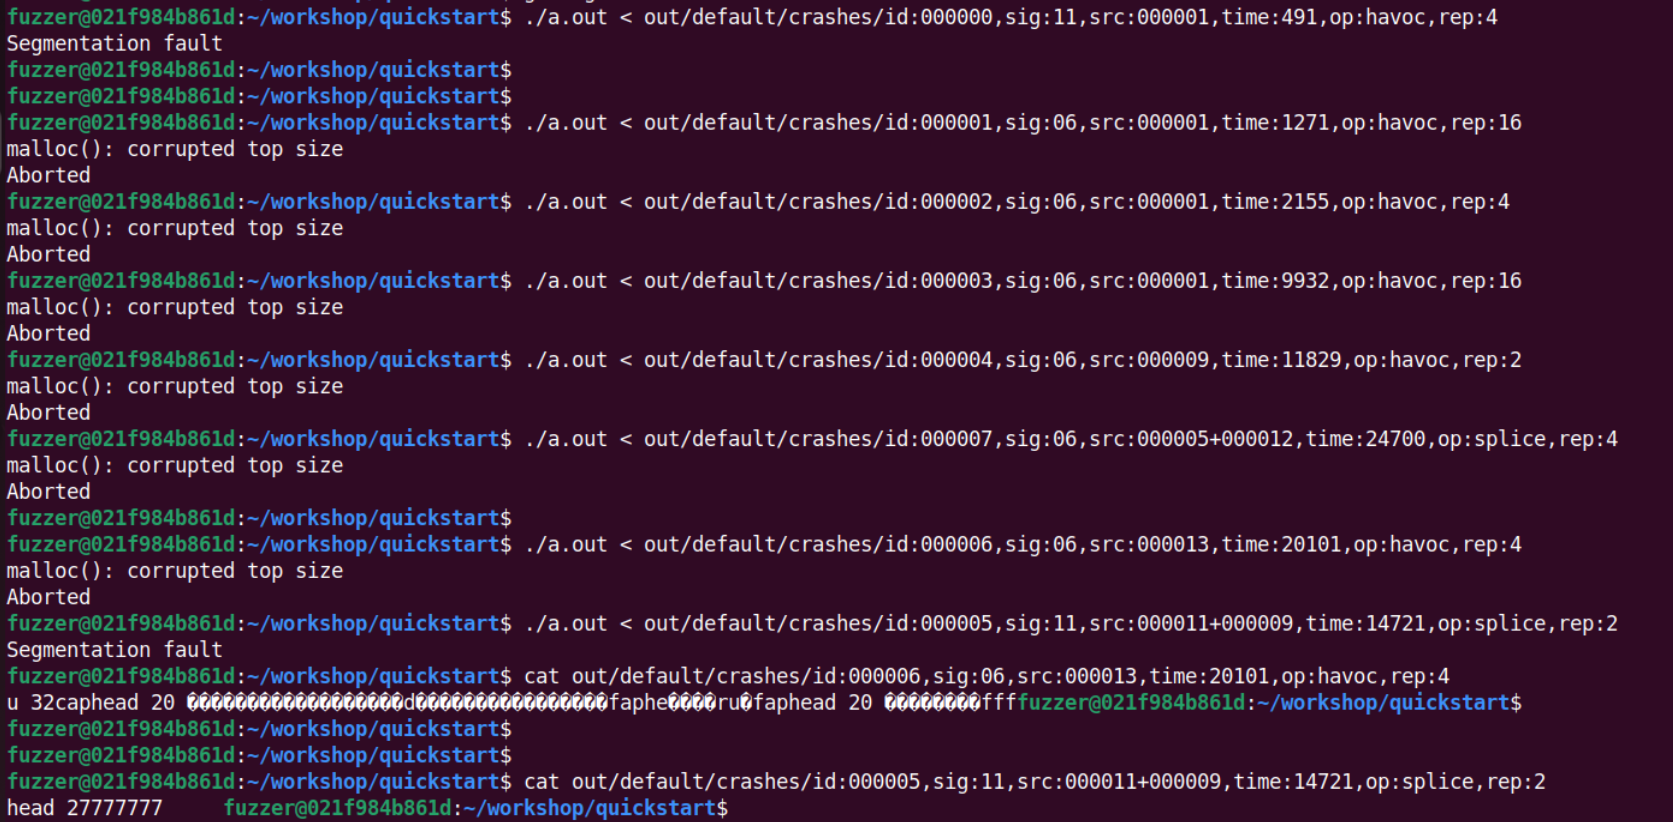 fuzzer@021f984b861d:~/workshop/quickstart$ ./a.out < out/default/crashes/id:000000,sig:11,src:000001,time:491,op:havoc,rep:4
Segmentation fault
fuzzer@021f984b861d:~/workshop/quickstart$
fuzzer@021f984b861d:~/workshop/quickstart$
fuzzer@021f984b861d:~/workshop/quickstart$ ./a.out < out/default/crashes/id:000001,sig:06,src:000001,time:1271,op:havoc,rep:16
malloc(): corrupted top size
Aborted
fuzzer@021f984b861d:~/workshop/quickstart$ ./a.out < out/default/crashes/id:000002,sig:06,src:000001,time:2155,op:havoc,rep:4
malloc(): corrupted top size
Aborted
fuzzer@021f984b861d:~/workshop/quickstart$ ./a.out < out/default/crashes/id:000003,sig:06,src:000001,time:9932,op:havoc,rep:16
malloc(): corrupted top size
Aborted
fuzzer@021f984b861d:~/workshop/quickstart$ ./a.out < out/default/crashes/id:000004,sig:06,src:000009,time:11829,op:havoc,rep:2
malloc(): corrupted top size
Aborted
fuzzer@021f984b861d:~/workshop/quickstart$ ./a.out < out/default/crashes/id:000007,sig:06,src:000005+000012,time:24700,op:splice,rep:4
malloc(): corrupted top size
Aborted
fuzzer@021f984b861d:~/workshop/quickstart$
fuzzer@021f984b861d:~/workshop/quickstart$ ./a.out < out/default/crashes/id:000006,sig:06,src:000013,time:20101,op:havoc,rep:4
malloc(): corrupted top size
Aborted
fuzzer@021f984b861d:~/workshop/quickstart$ ./a.out < out/default/crashes/id:000005,sig:11,src:000011+000009,time:14721,op:splice,rep:2
Segmentation fault
fuzzer@021f984b861d:~/workshop/quickstart$ cat out/default/crashes/id:000006,sig:06,src:000013,time:20101,op:havoc,rep:4
u 32caphead 20 ������������������d����������������faphe����ru�faphead 20 ��������ffffuzzer@021f984b861d:~/workshop/quickstart$
fuzzer@021f984b861d:~/workshop/quickstart$
fuzzer@021f984b861d:~/workshop/quickstart$
fuzzer@021f984b861d:~/workshop/quickstart$ cat out/default/crashes/id:000005,sig:11,src:000011+000009,time:14721,op:splice,rep:2
head 27777777     fuzzer@021f984b861d:~/workshop/quickstart$